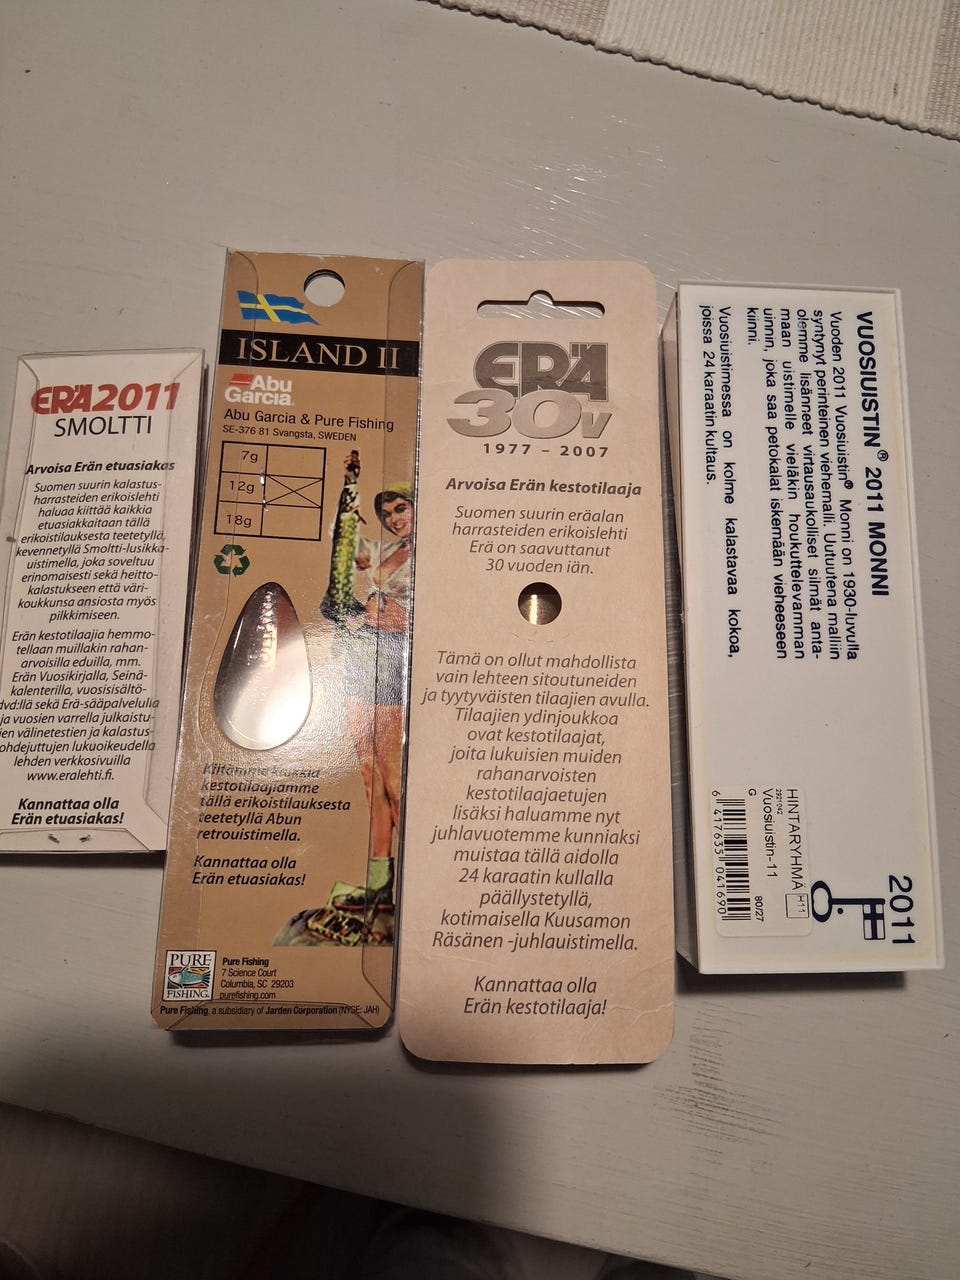 ERÄ2011
SMOLTTI
Arvoisa Erän etuasiakas
Suomen suurin kalastus-
harrasteiden erikoislehti
haluaa kiittää kaikkia
etuasiakkaitaan tällä
erikoistilauksesta teetetyllä,
kevennetyllä Smoltti-lusikka-
uistimella, joka soveltuu
erinomaisesti sekä heitto-
kalastukseen että väri-
koukkunsa ansiosta myös
pilkkimiseen.
Erän kestotilaajia hemmo-
tellaan muillakin rahan-
arvoisilla eduilla, mm.
Erän Vuosikirjalla, Seinä-
kalenterilla, vuosisisältö-
dvd:llä sekä Erä-sääpalvelulla
ja vuosien varrella julkaistu-
jen välinetestien ja kalastus-
ohdejuttujen lukuoikeudella
lehden verkkosivuilla
www.eralehti.fi.
Kannattaa olla
Erän etuasiakas!
ISLAND II
Abu
Garcia
Abu Garcia & Pure Fishing
SE-376 81 Svangsta, SWEDEN
7g
12g
18g
Kiitämme kaikkia
kestotilaajiamme
tällä erikoistilauksesta
teetetyllä Abun
retrouistimella.
Kannattaa olla
Erän etuasiakas!
PURE
FISHING
Pure Fishing
7 Science Court
Columbia, SC 29203
purefishing.com
Pure Fishing, a subsidiary of Jarden Corporation (NYSE: JAH)
ERÄ
30v
1977 – 2007
Arvoisa Erän kestotilaaja
Suomen suurin eräalan
harrasteiden erikoislehti
Erä on saavuttanut
30 vuoden iän.
Tämä on ollut mahdollista
vain lehteen sitoutuneiden
ja tyytyväisten tilaajien avulla.
Tilaajien ydinjoukkoa
ovat kestotilaajat,
joita lukuisien muiden
rahanarvoisten
kestotilaajaetujen
lisäksi haluamme nyt
juhlavuotemme kunniaksi
muistaa tällä aidolla
24 karaatin kullalla
päällystetyllä,
kotimaisella Kuusamon
Räsänen -juhlauistimella.
Kannattaa olla
Erän kestotilaaja!
VUOSIUISTIN® 2011 MONNI
Vuoden 2011 Vuosiuistin® Monni on 1930-luvulla
syntynyt perinteinen viehemalli. Uutuutena malliin
olemme lisänneet virtausaukolliset silmät anta-
maan uistimelle vieläkin houkuttelevamman
uinnin, joka saa petokalat iskemään vieheeseen
kiinni.
Vuosiuistimessa on kolme kalastavaa kokoa,
joissa 24 karaatin kultaus.
2011
HINTARYHMÄ H11
2921042
Vuosiuistin-11
G 80/27
6 417635 041690